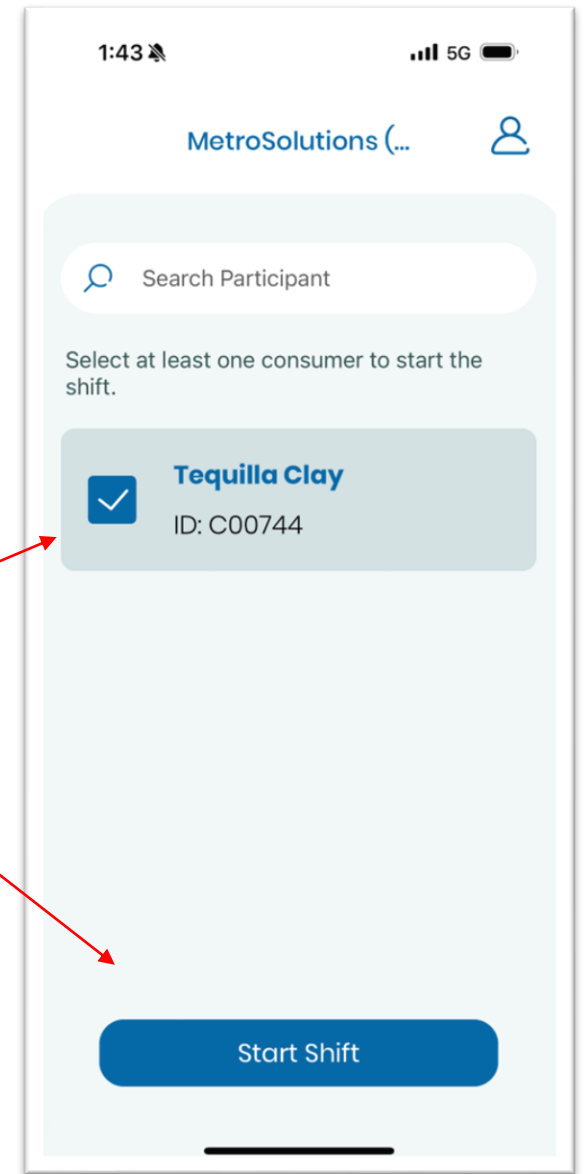 1:43
5G
MetroSolutions (...
Search Participant
Select at least one consumer to start the
shift.
Tequilla Clay
ID: C00744
Start Shift